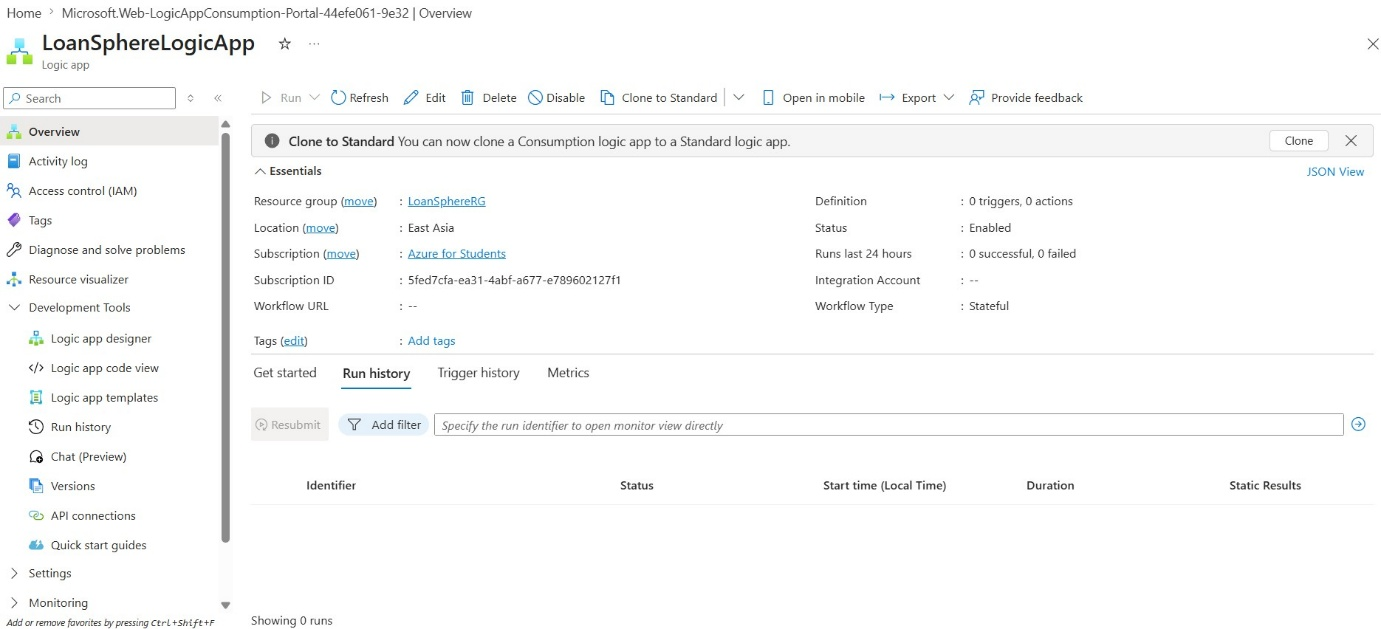 Home > Microsoft.Web-LogicAppConsumption-Portal-44efe061-9e32 | Overview
LoanSphereLogicApp
Logic app
Search
Run
Refresh
Edit
Delete
Disable
Clone to Standard
Open in mobile
Export
Provide feedback
Overview
Activity log
Access control (IAM)
Tags
Diagnose and solve problems
Resource visualizer
Development Tools
Logic app designer
Logic app code view
Logic app templates
Run history
Chat (Preview)
Versions
API connections
Quick start guides
Settings
Monitoring
Add or remove favorites by pressing Ctrl+Shift+F
Clone to Standard You can now clone a Consumption logic app to a Standard logic app.
Clone
Essentials
JSON View
Resource group (move) : LoanSphereRG
Location (move) : East Asia
Subscription (move) : Azure for Students
Subscription ID : 5fed7cfa-ea31-4abf-a677-e789602127f1
Workflow URL : --
Definition : 0 triggers, 0 actions
Status : Enabled
Runs last 24 hours : 0 successful, 0 failed
Integration Account : --
Workflow Type : Stateful
Tags (edit) : Add tags
Get started
Run history
Trigger history
Metrics
Resubmit
Add filter
Specify the run identifier to open monitor view directly
Identifier
Status
Start time (Local Time)
Duration
Static Results
Showing 0 runs